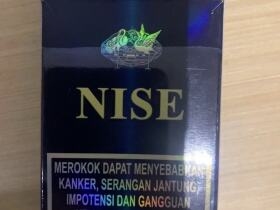 NISE
MEROKOK DAPAT MENYEBABKAN
KANKER, SERANGAN JANTUNG,
IMPOTENSI DAN GANGGUAN